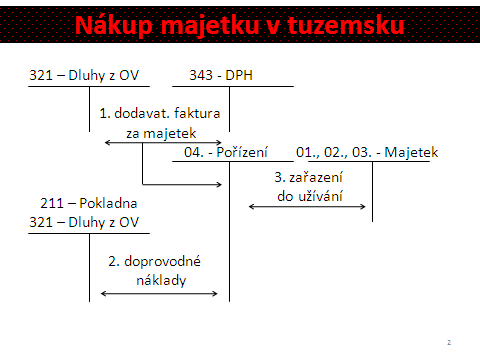 Nákup majetku v tuzemsku
321 – Dluhy z OV
343 - DPH
1. dodavat. faktura
za majetek
04. - Pořízení
01., 02., 03. - Majetek
3. zařazení
do užívání
211 – Pokladna
321 – Dluhy z OV
2. doprovodné
náklady
2